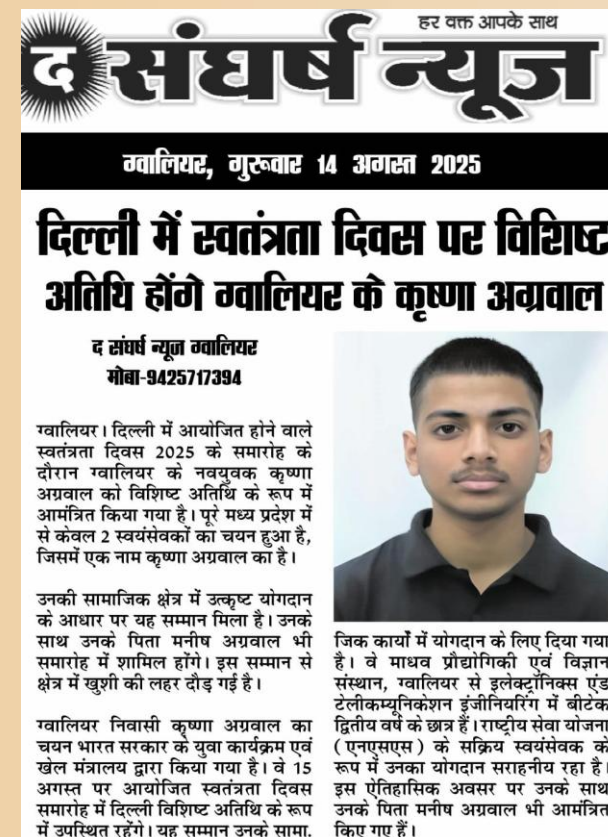 हर वक्त आपके साथ
द संघर्ष न्यूज
ग्वालियर, गुरूवार 14 अगस्त 2025
दिल्ली में स्वतंत्रता दिवस पर विशिष्ट
अतिथि होंगे ग्वालियर के कृष्णा अग्रवाल
द संघर्ष न्यूज ग्वालियर
मोबा-9425717394
ग्वालियर। दिल्ली में आयोजित होने वाले
स्वतंत्रता दिवस 2025 के समारोह के
दौरान ग्वालियर के नवयुवक कृष्णा
अग्रवाल को विशिष्ट अतिथि के रूप में
आमंत्रित किया गया है। पूरे मध्य प्रदेश में
से केवल 2 स्वयंसेवकों का चयन हुआ है,
जिसमें एक नाम कृष्णा अग्रवाल का है।
उनकी सामाजिक क्षेत्र में उत्कृष्ट योगदान
के आधार पर यह सम्मान मिला है। उनके
साथ उनके पिता मनीष अग्रवाल भी
समारोह में शामिल होंगे। इस सम्मान से
क्षेत्र में खुशी की लहर दौड़ गई है।
ग्वालियर निवासी कृष्णा अग्रवाल का
चयन भारत सरकार के युवा कार्यक्रम एवं
खेल मंत्रालय द्वारा किया गया है। वे 15
अगस्त पर आयोजित स्वतंत्रता दिवस
समारोह में दिल्ली विशिष्ट अतिथि के रूप
में उपस्थित रहेंगे। यह सम्मान उनके सामा.
जिक कार्यों में योगदान के लिए दिया गया
है। वे माधव प्रौद्योगिकी एवं विज्ञान
संस्थान, ग्वालियर से इलेक्ट्रॉनिक्स एंड
टेलीकम्यूनिकेशन इंजीनियरिंग में बीटेक
द्वितीय वर्ष के छात्र हैं। राष्ट्रीय सेवा योजना
(एनएसएस) के सक्रिय स्वयंसेवक के
रूप में उनका योगदान सराहनीय रहा है।
इस ऐतिहासिक अवसर पर उनके साथ
उनके पिता मनीष अग्रवाल भी आमंत्रित
किए गए हैं।